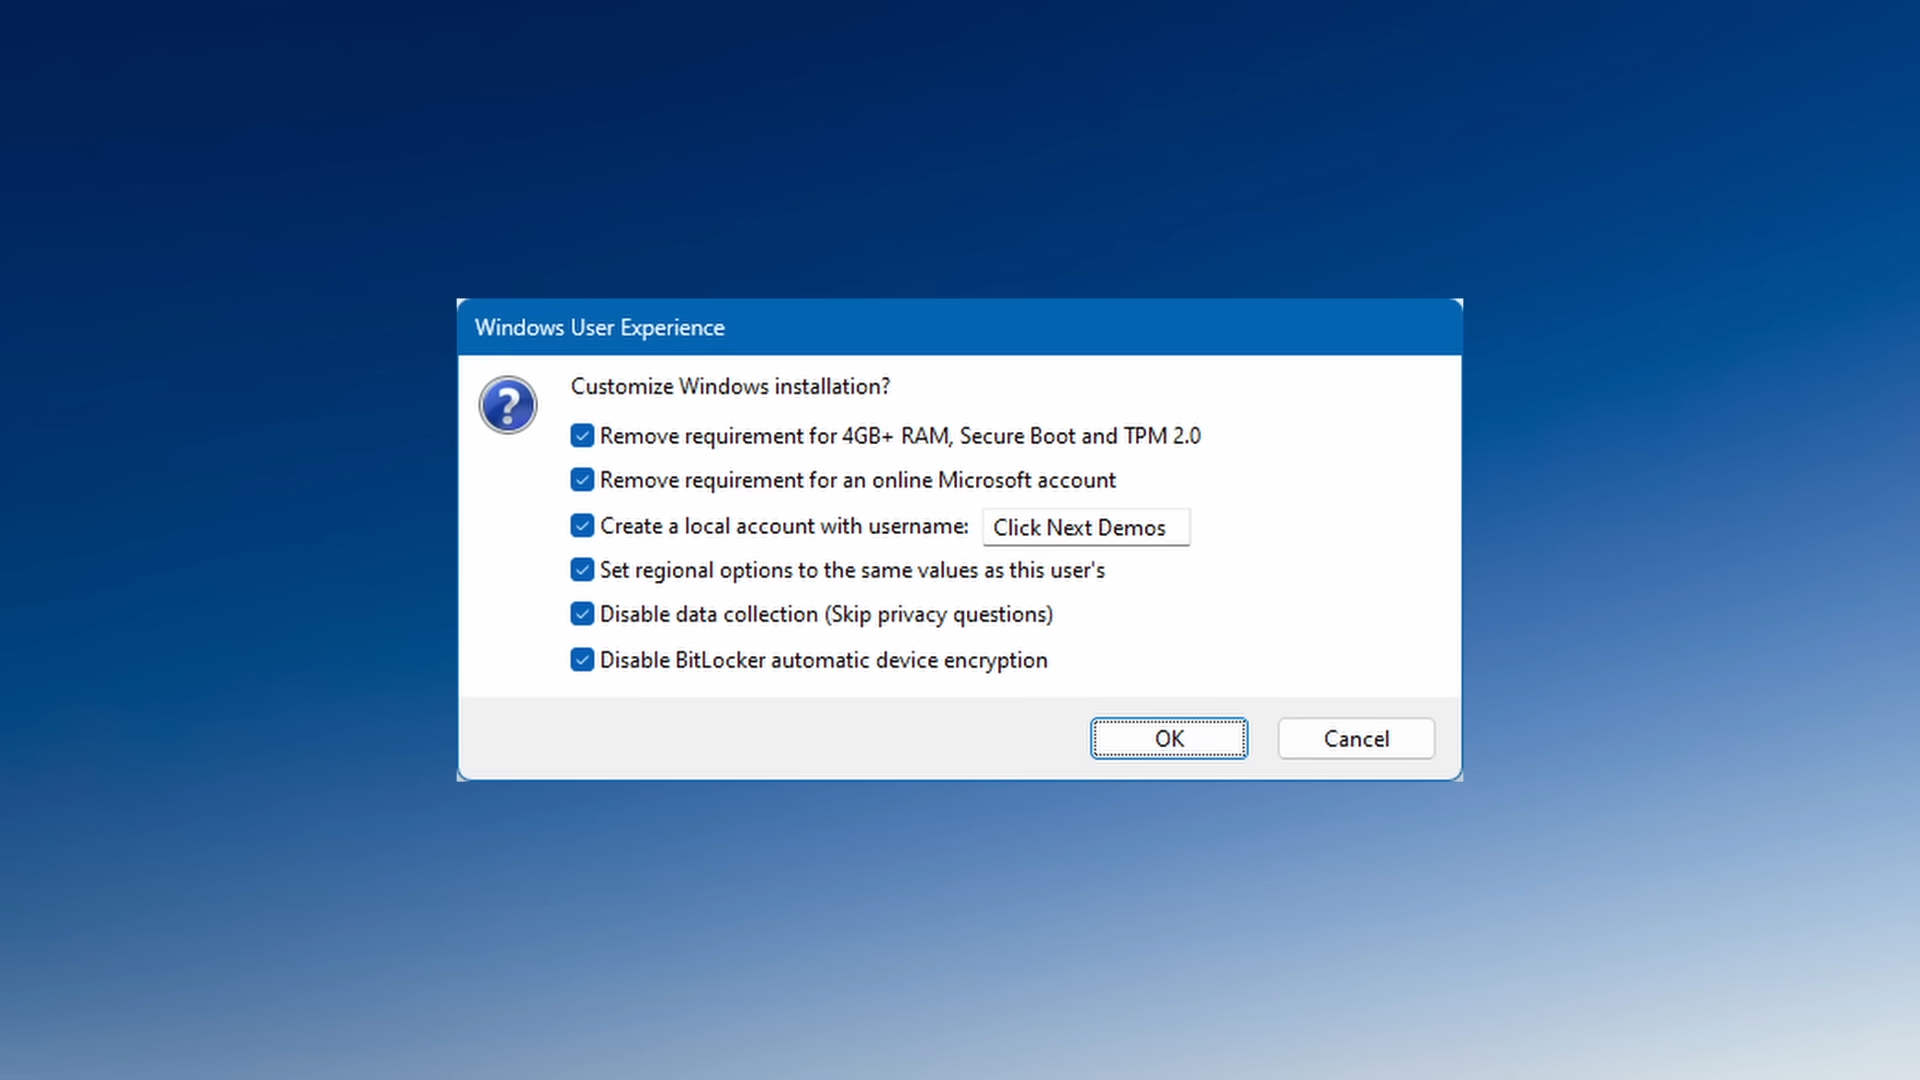 Windows User Experience
?
Customize Windows installation?
Remove requirement for 4GB+ RAM, Secure Boot and TPM 2.0
Remove requirement for an online Microsoft account
Create a local account with username: Click Next Demos
Set regional options to the same values as this user's
Disable data collection (Skip privacy questions)
Disable BitLocker automatic device encryption
OK Cancel